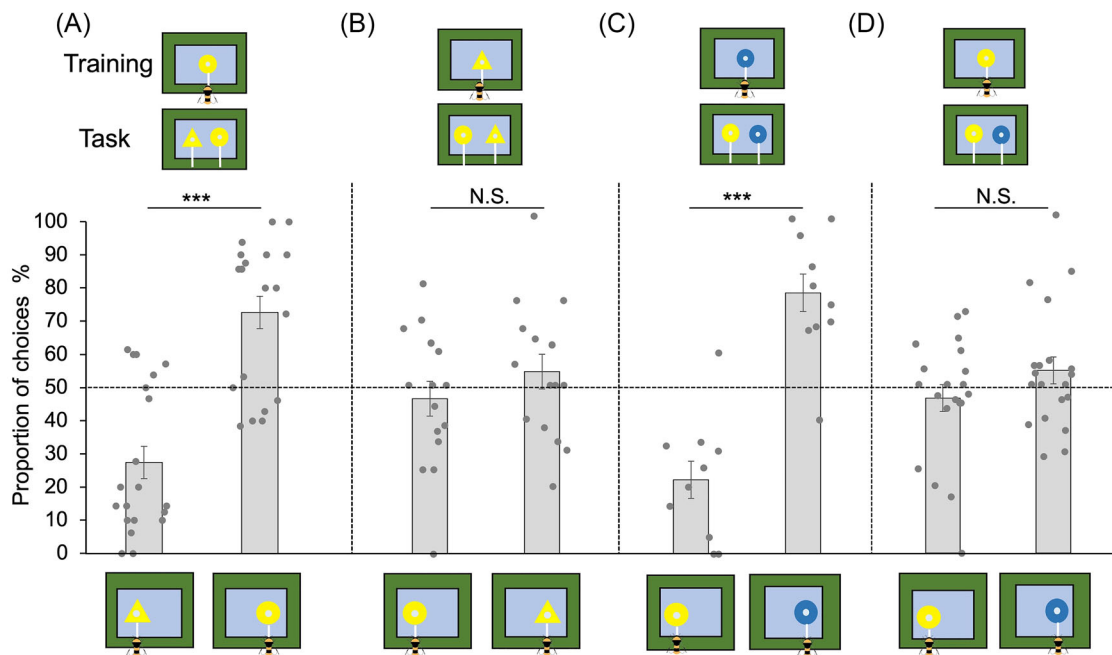 (A) (B) (C) (D)
Training
Task
*** N.S. *** N.S.
Proportion of choices %
100
90
80
70
60
50
40
30
20
10
0